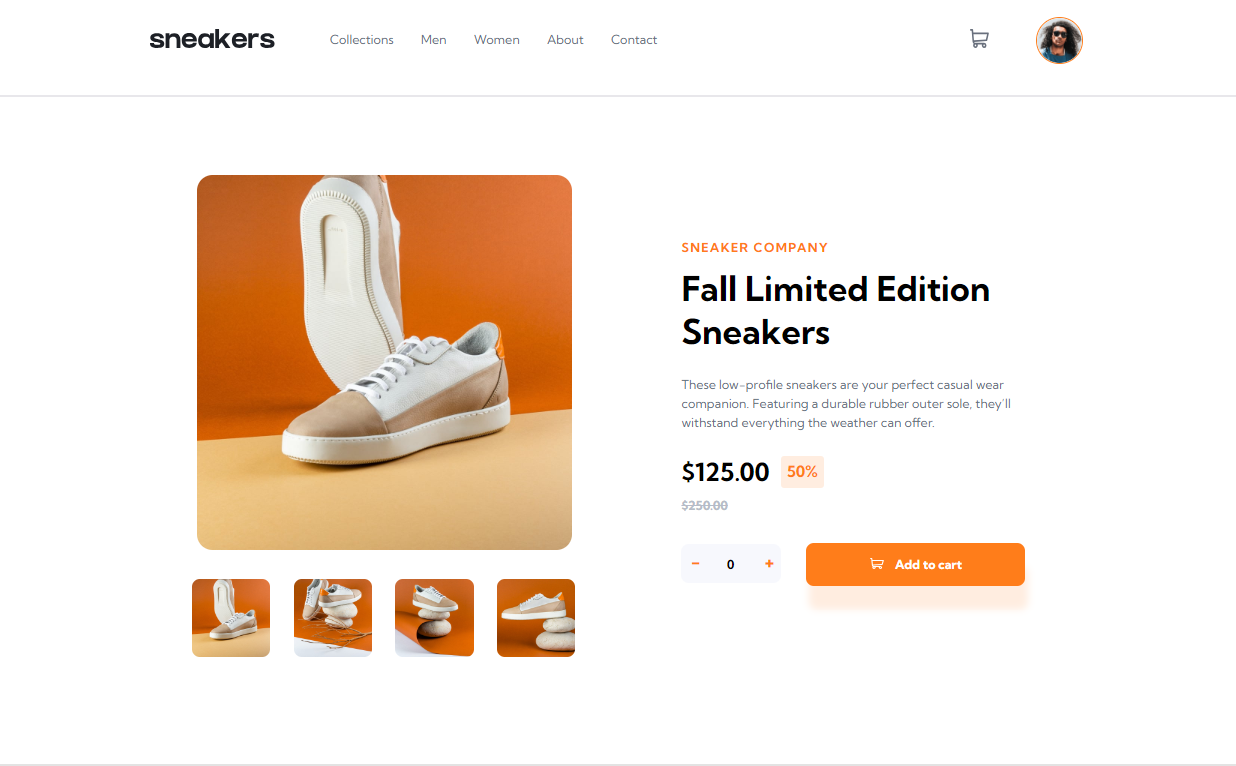 sneakers
Collections Men Women About Contact
SNEAKER COMPANY
Fall Limited Edition
Sneakers
These low-profile sneakers are your perfect casual wear
companion. Featuring a durable rubber outer sole, they'll
withstand everything the weather can offer.
$125.00 50%
$250.00
- 0 +
Add to cart